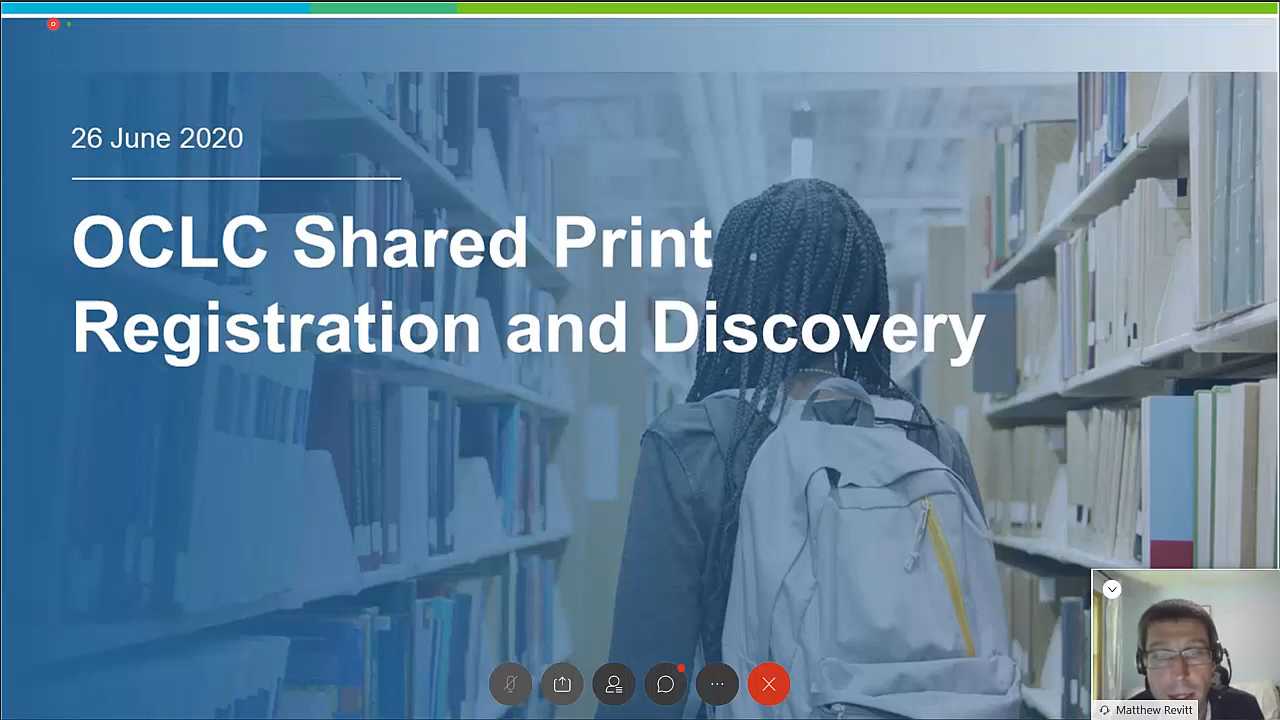 26 June 2020
OCLC Shared Print
Registration and Discovery
Matthew Revitt